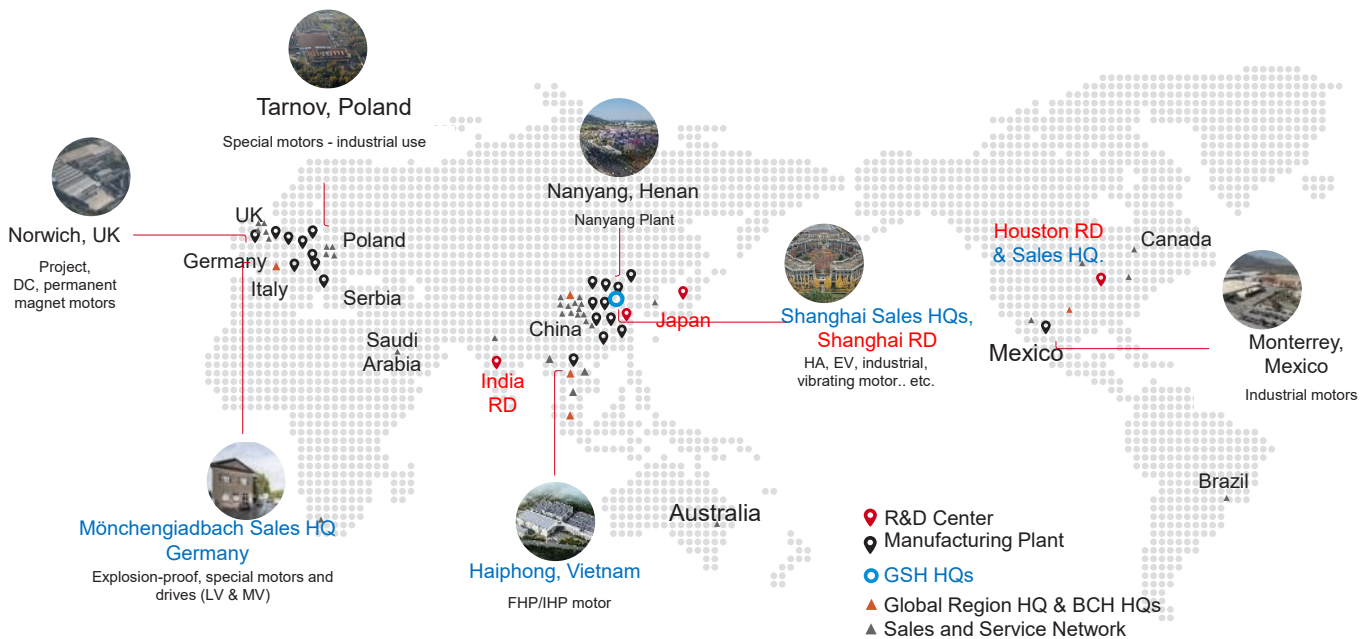 Tarnov, Poland
Special motors - industrial use
Norwich, UK
Project,
DC, permanent
magnet motors
UK
Poland
Germany
Italy
Serbia
Saudi
Arabia
Nanyang, Henan
Nanyang Plant
China
Japan
India
RD
Shanghai Sales HQs,
Shanghai RD
HA, EV, industrial,
vibrating motor.. etc.
Houston RD
& Sales HQ.
Canada
Mexico
Monterrey,
Mexico
Industrial motors
Brazil
Australia
Mönchengiadbach Sales HQ
Germany
Explosion-proof, special motors and
drives (LV & MV)
Haiphong, Vietnam
FHP/IHP motor
R&D Center
Manufacturing Plant
GSH HQs
Global Region HQ & BCH HQs
Sales and Service Network